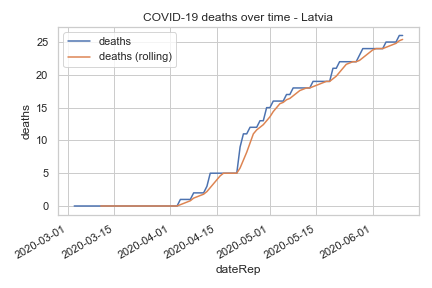 COVID-19 deaths over time - Latvia
deaths
deaths (rolling)
deaths
25
20
15
10
5
0
2020-03-01
2020-03-15
2020-04-01
2020-04-15
2020-05-01
2020-05-15
2020-06-01
dateRep